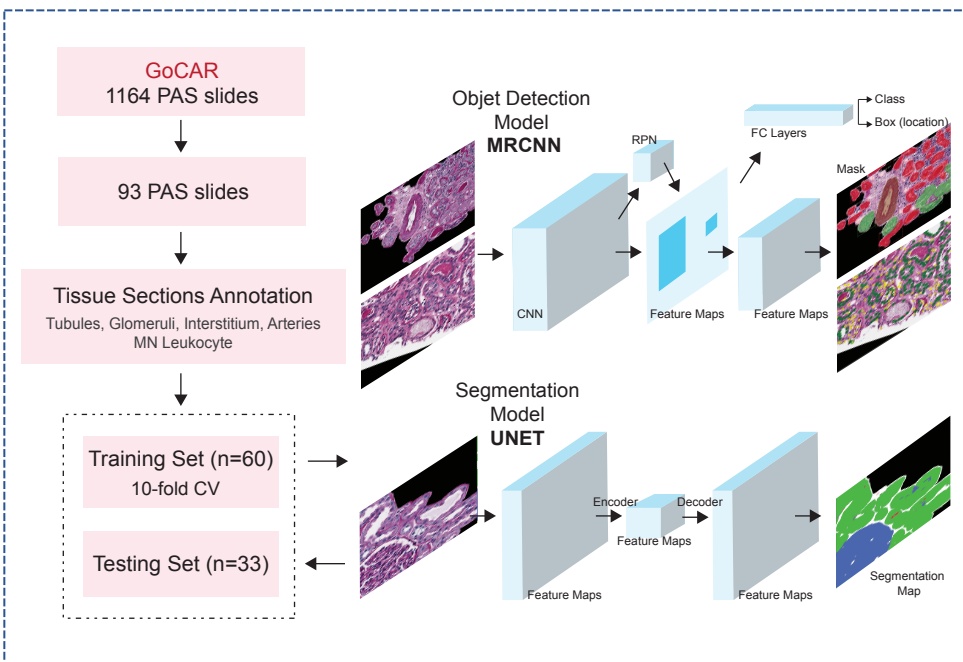 GoCAR
1164 PAS slides
93 PAS slides
Tissue Sections Annotation
Tubules, Glomeruli, Interstitium, Arteries
MN Leukocyte
Training Set (n=60)
10-fold CV
Testing Set (n=33)
Objet Detection
Model
MRCNN
RPN
FC Layers
Class
Box (location)
Mask
CNN
Feature Maps
Feature Maps
Segmentation
Model
UNET
Encoder
Decoder
Feature Maps
Feature Maps
Feature Maps
Segmentation
Map